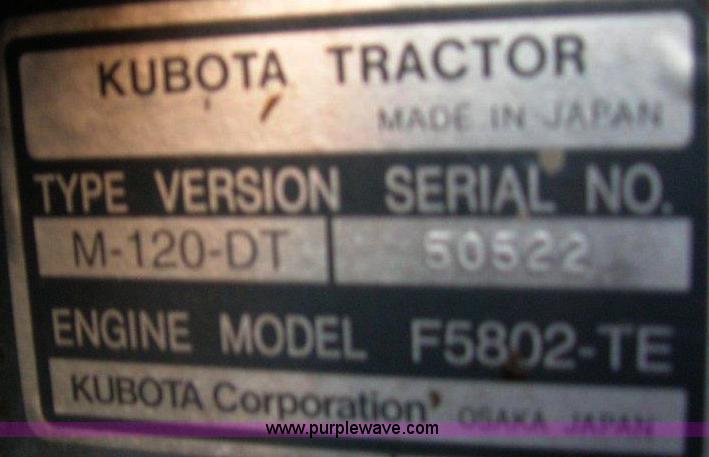 KUBOTA TRACTOR
MADE IN JAPAN
TYPE VERSION SERIAL NO.
M-120-DT 50522
ENGINE MODEL F5802-TE
KUBOTA Corporation OSAKA JAPAN
www.purplewave.com